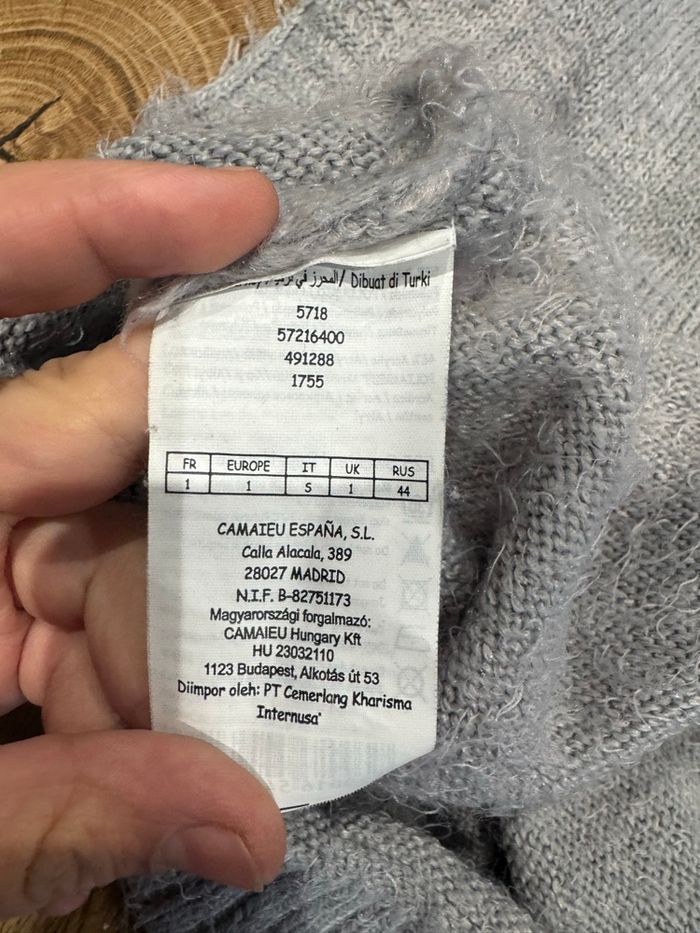 / Dibuat di Turki
5718
57216400
491288
1755
FR EUROPE IT UK RUS
1 1 S 1 44
CAMAIEU ESPAÑA, S.L.
Calla Alacala, 389
28027 MADRID
N.I.F. B-82751173
Magyarországi forgalmazó:
CAMAIEU Hungary Kft
HU 23032110
1123 Budapest, Alkotás út 53
Diimpor oleh: PT Cemerlang Kharisma
Internusa'